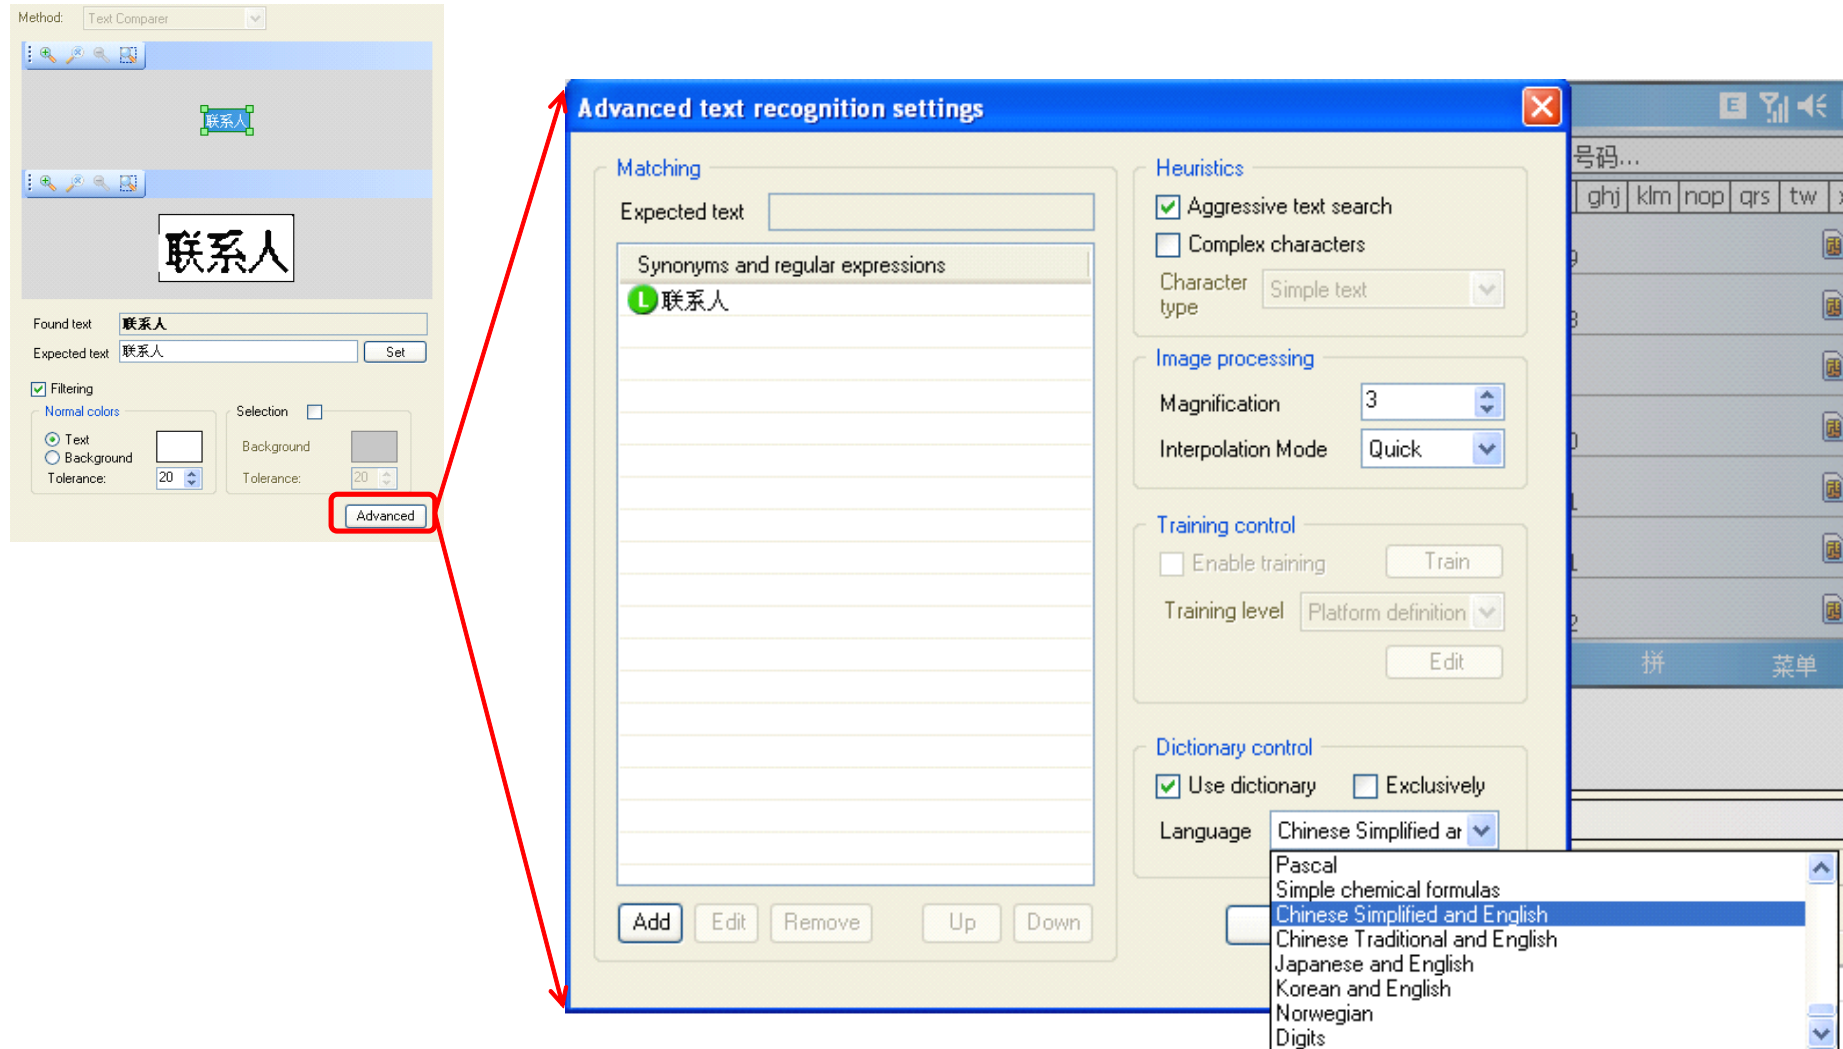 Method: Text Comparer
联系人
联系人
Found text 联系人
Expected text 联系人 Set
Filtering
Normal colors
Text
Background
Tolerance: 20
Selection
Background
Tolerance: 20
Advanced
Advanced text recognition settings
Matching
Expected text
Synonyms and regular expressions
L 联系人
Add Edit Remove Up Down
Heuristics
Aggressive text search
Complex characters
Character type Simple text
Image processing
Magnification 3
Interpolation Mode Quick
Training control
Enable training Train
Training level Platform definition
Edit
Dictionary control
Use dictionary Exclusively
Language Chinese Simplified ar
Pascal
Simple chemical formulas
Chinese Simplified and English
Chinese Traditional and English
Japanese and English
Korean and English
Norwegian
Digits
E
号码...
ghj klm nop qrs tw
拼 菜单